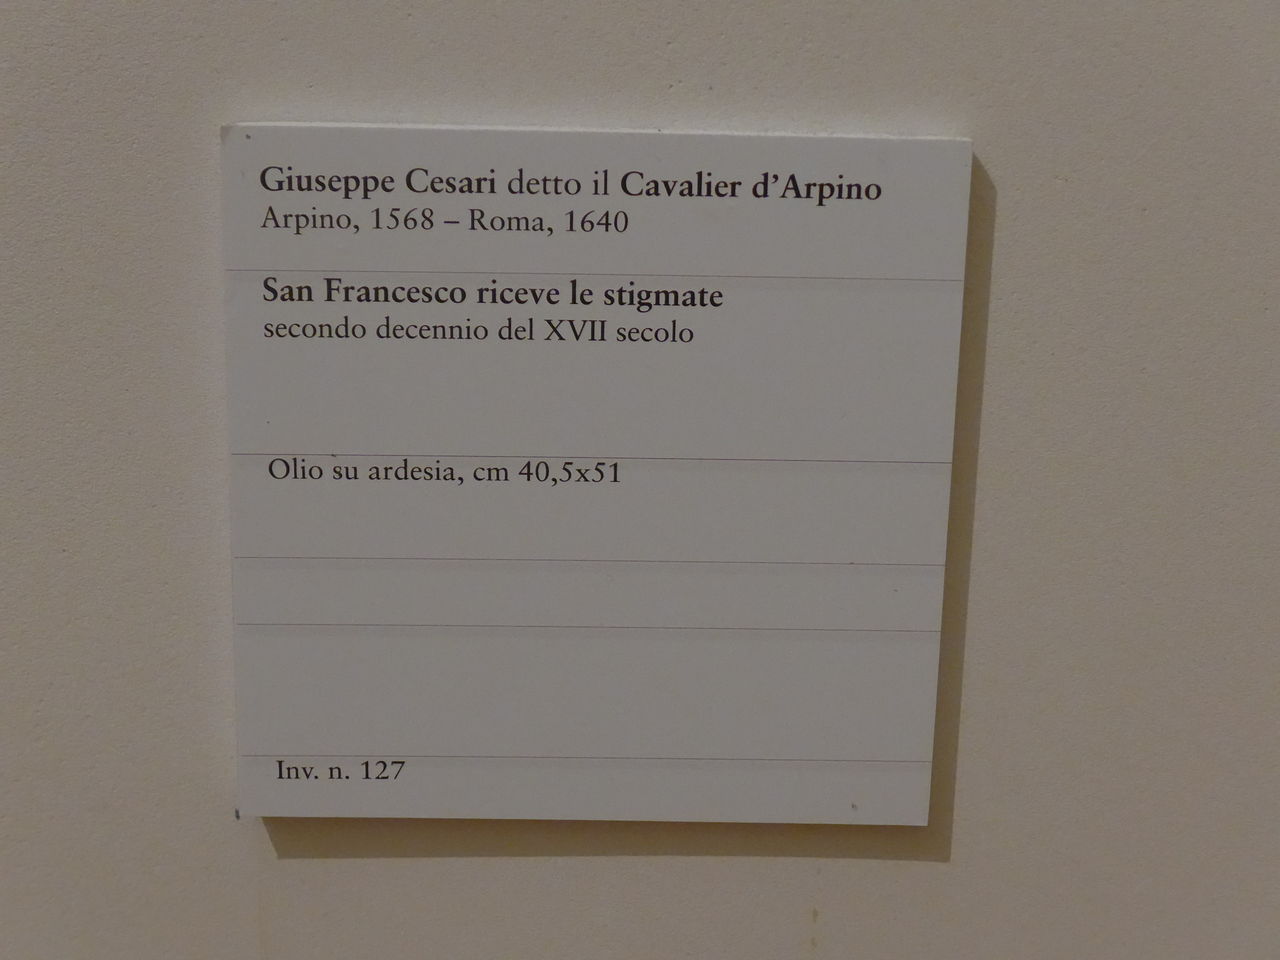 Giuseppe Cesari detto il Cavalier d’Arpino
Arpino, 1568 – Roma, 1640
San Francesco riceve le stigmate
secondo decennio del XVII secolo
Olio su ardesia, cm 40,5x51
Inv. n. 127